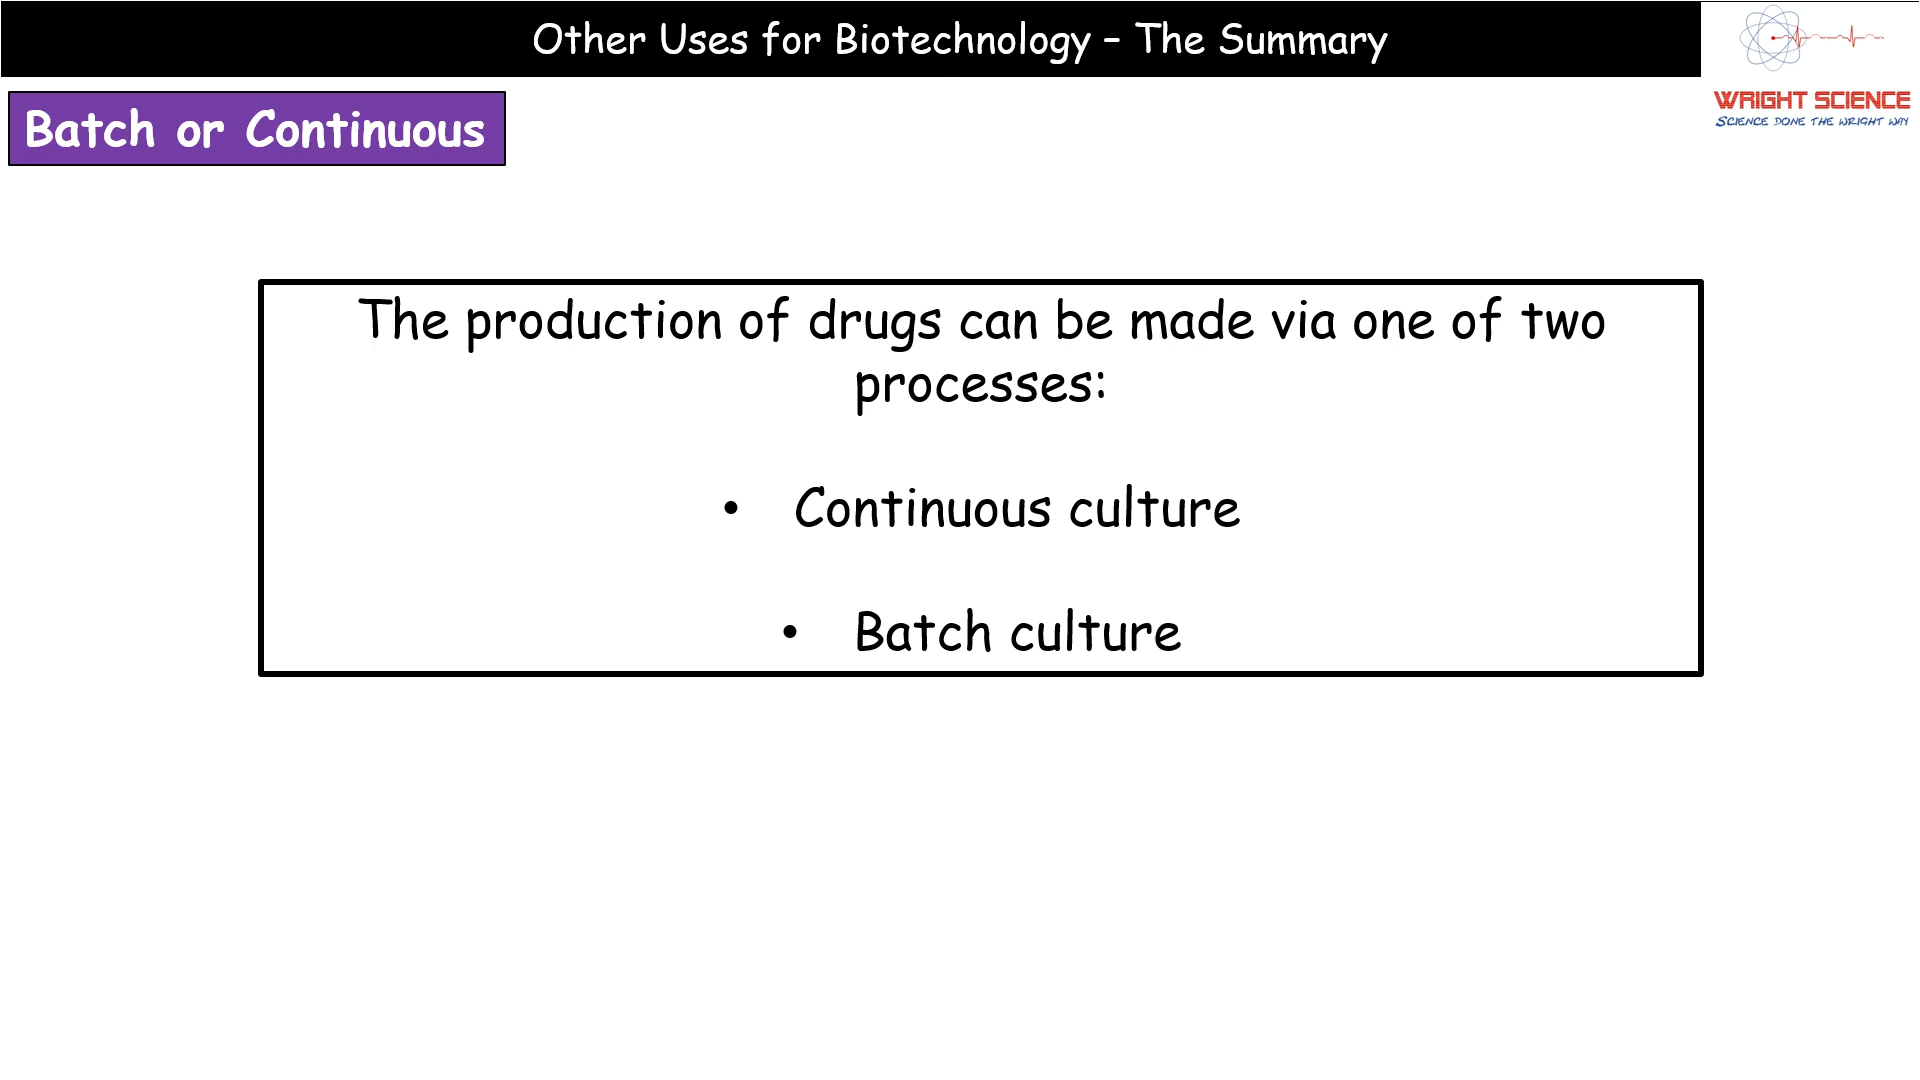 Other Uses for Biotechnology – The Summary
WRIGHT SCIENCE
SCIENCE DONE THE WRIGHT WAY
Batch or Continuous
The production of drugs can be made via one of two
processes:
• Continuous culture
• Batch culture